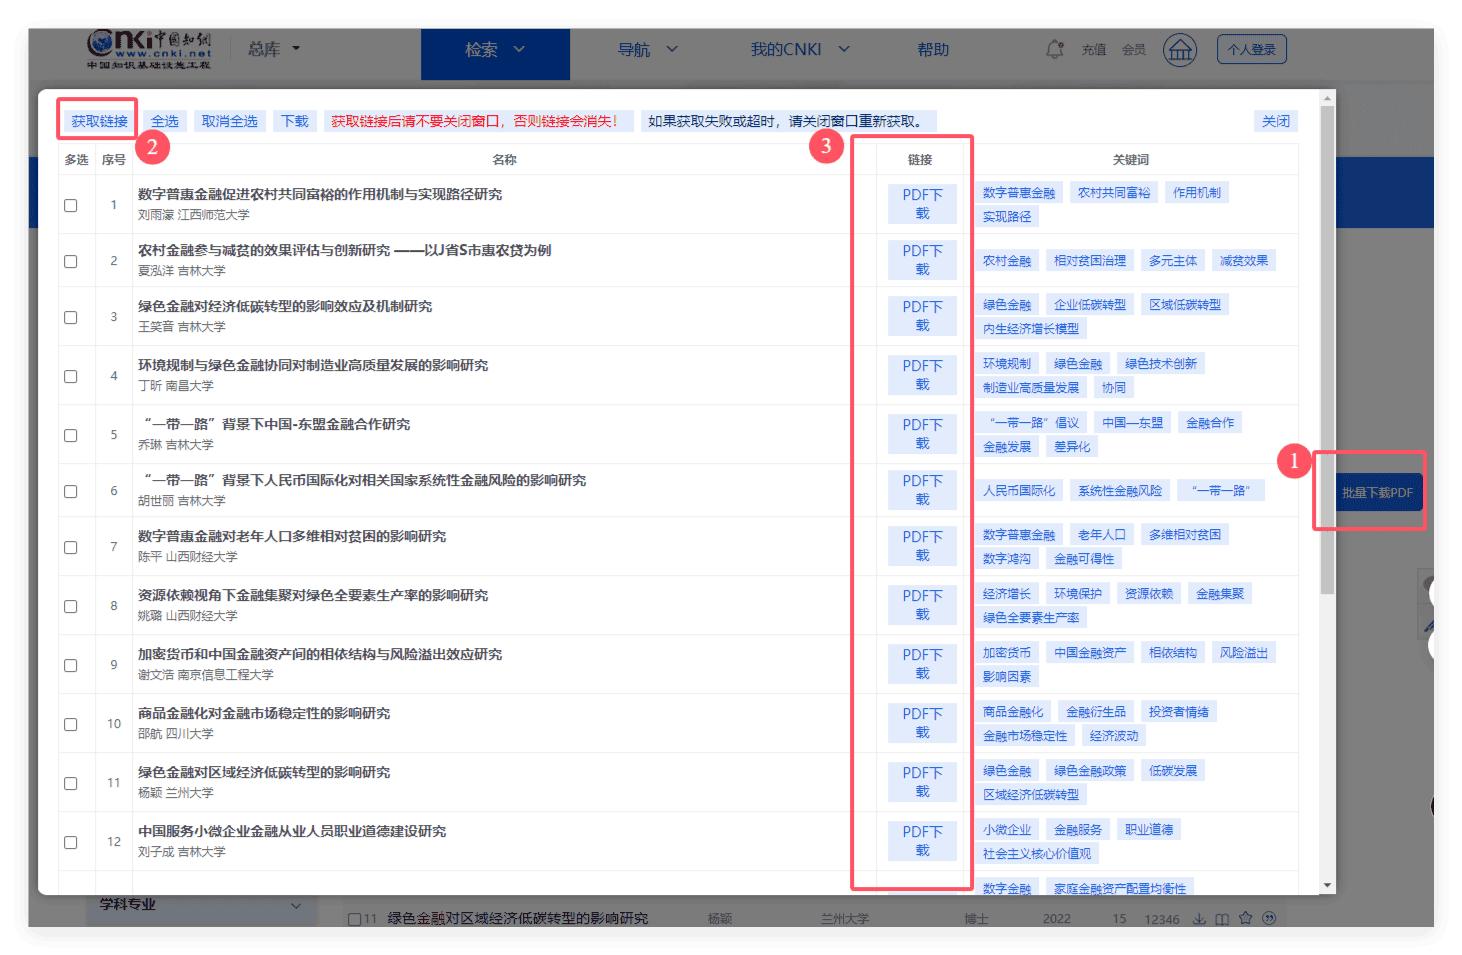 Cnki中国知网
www.cnki.net
中国知识基础设施工程
总库
检索
导航
我的CNKI
帮助
充值
会员
个人登录
获取链接
全选
取消全选
下载
获取链接后请不要关闭窗口，否则链接会消失！
如果获取失败或超时，请关闭窗口重新获取。
关闭
2
3
多选 序号 名称 链接 关键词
1
数字普惠金融促进农村共同富裕的作用机制与实现路径研究
刘雨濛 江西师范大学
PDF下
载
数字普惠金融 农村共同富裕 作用机制
实现路径
2
农村金融参与减贫的效果评估与创新研究 ——以J省S市惠农贷为例
夏泓洋 吉林大学
PDF下
载
农村金融 相对贫困治理 多元主体 减贫效果
3
绿色金融对经济低碳转型的影响效应及机制研究
王笑音 吉林大学
PDF下
载
绿色金融 企业低碳转型 区域低碳转型
内生经济增长模型
4
环境规制与绿色金融协同对制造业高质量发展的影响研究
丁昕 南昌大学
PDF下
载
环境规制 绿色金融 绿色技术创新
制造业高质量发展 协同
5
“一带一路”背景下中国-东盟金融合作研究
乔琳 吉林大学
PDF下
载
“一带一路”倡议 中国—东盟 金融合作
金融发展 差异化
1
批量下载PDF
6
“一带一路”背景下人民币国际化对相关国家系统性金融风险的影响研究
胡世丽 吉林大学
PDF下
载
人民币国际化 系统性金融风险 “一带一路”
7
数字普惠金融对老年人口多维相对贫困的影响研究
陈平 山西财经大学
PDF下
载
数字普惠金融 老年人口 多维相对贫困
数字鸿沟 金融可得性
8
资源依赖视角下金融集聚对绿色全要素生产率的影响研究
姚璐 山西财经大学
PDF下
载
经济增长 环境保护 资源依赖 金融集聚
绿色全要素生产率
9
加密货币和中国金融资产间的相依结构与风险溢出效应研究
谢文浩 南京信息工程大学
PDF下
载
加密货币 中国金融资产 相依结构 风险溢出
影响因素
10
商品金融化对金融市场稳定性的影响研究
邵航 四川大学
PDF下
载
商品金融化 金融衍生品 投资者情绪
金融市场稳定性 经济波动
11
绿色金融对区域经济低碳转型的影响研究
杨颖 兰州大学
PDF下
载
绿色金融 绿色金融政策 低碳发展
区域经济低碳转型
12
中国服务小微企业金融从业人员职业道德建设研究
刘子成 吉林大学
PDF下
载
小微企业 金融服务 职业道德
社会主义核心价值观
数字金融 家庭金融资产配置均衡性
学科专业
11 绿色金融对区域经济低碳转型的影响研究 杨颖 兰州大学 博士 2022 15 12346